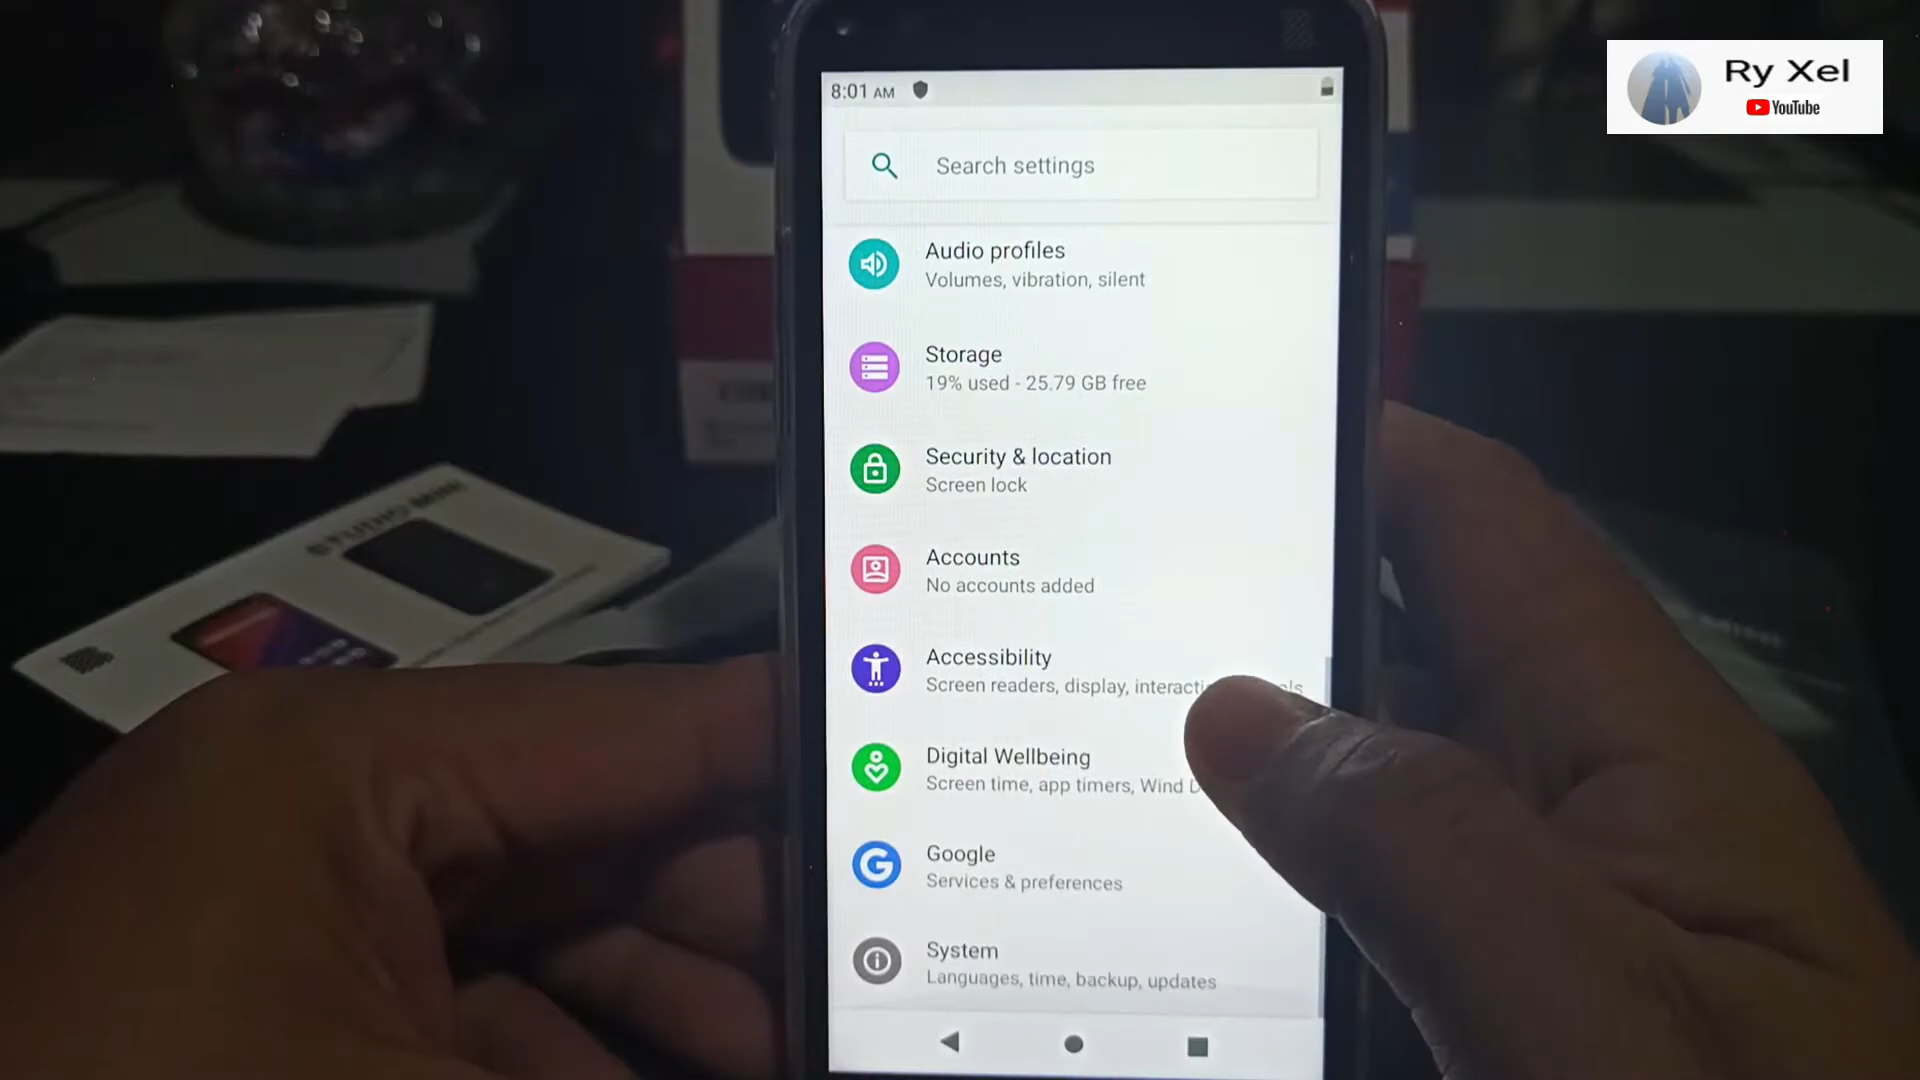 Ry Xel
YouTube
8:01 AM
Search settings
Audio profiles
Volumes, vibration, silent
Storage
19% used - 25.79 GB free
Security & location
Screen lock
Accounts
No accounts added
Accessibility
Screen readers, display,
Digital Wellbeing
Screen time, app timers, Wind
Google
Services & preferences
System
Languages, time, backup, updates